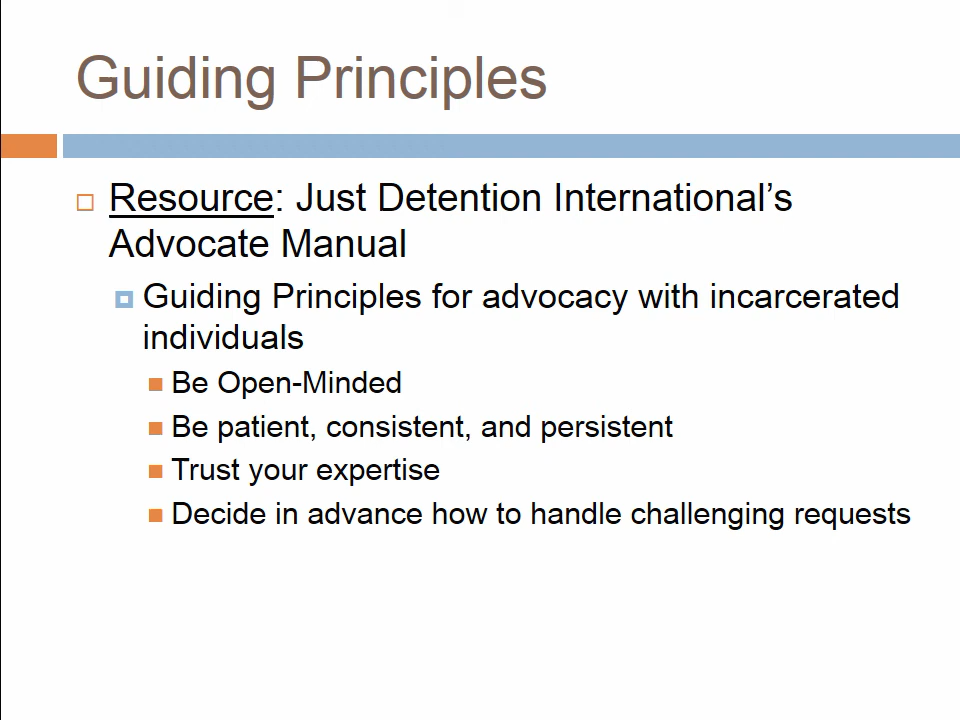 Guiding Principles
Resource: Just Detention International’s
Advocate Manual
Guiding Principles for advocacy with incarcerated
individuals
Be Open-Minded
Be patient, consistent, and persistent
Trust your expertise
Decide in advance how to handle challenging requests